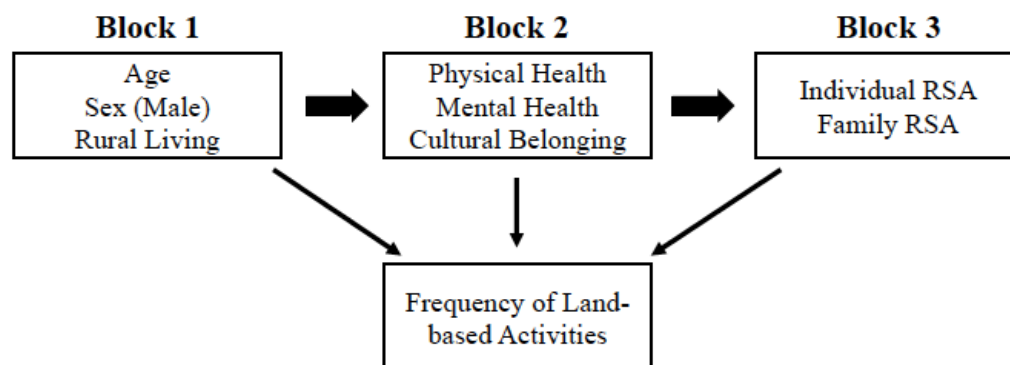 Block 1
Age
Sex (Male)
Rural Living
Block 2
Physical Health
Mental Health
Cultural Belonging
Block 3
Individual RSA
Family RSA
Frequency of Land-
based Activities